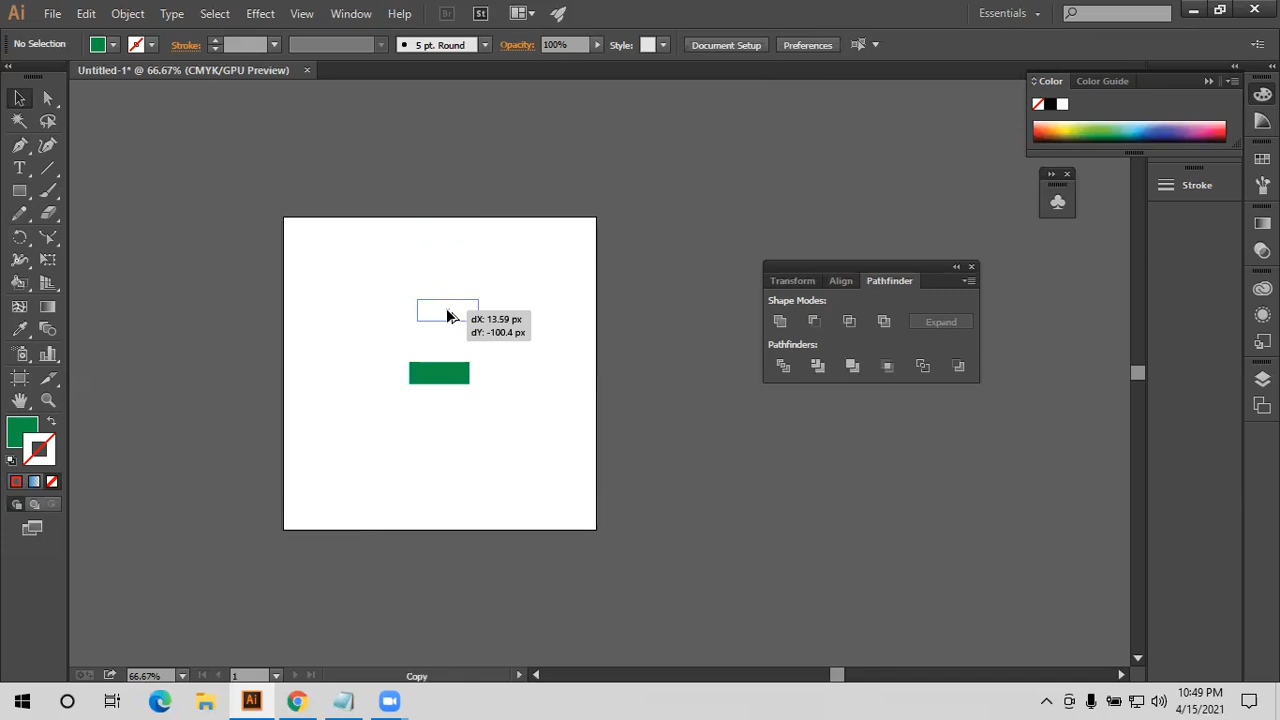 Ai File Edit Object Type Select Effect View Window Help Br St Essentials
No Selection Stroke: 5 pt. Round Opacity: 100% Style: Document Setup Preferences
Untitled-1* @ 66.67% (CMYK/GPU Preview) ×
Color Color Guide
Stroke
Transform Align Pathfinder
Shape Modes:
Expand
Pathfinders:
dX: 13.59 px
dY: -100.4 px
66.67% 1 Copy
Ai
10:49 PM
4/15/2021